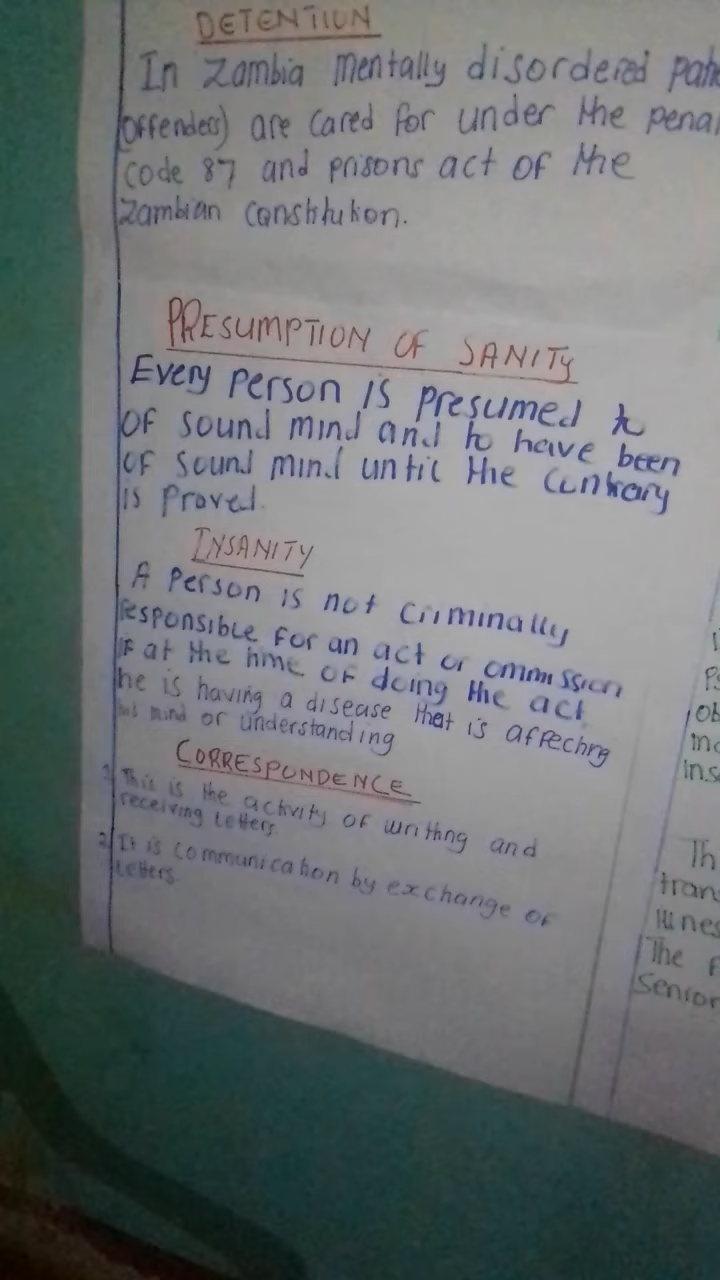 DETENTION
In Zambia mentally disordered
offenders) are cared for under the penal
code 87 and prisons act of the
Zambian constitution.
PRESUMPTION OF SANITY
Every person is presumed to
of sound mind and to have been
of sound mind until the contrary
is proved.
INSANITY
A person is not criminally
responsible for an act or ommission
if at the time of doing the act
he is having a disease that is affecting
his mind or understanding
CORRESPONDENCE
1. This is the activity of writing and
receiving letters.
2. It is communication by exchange of
letters.
Th
tran
The
Senior